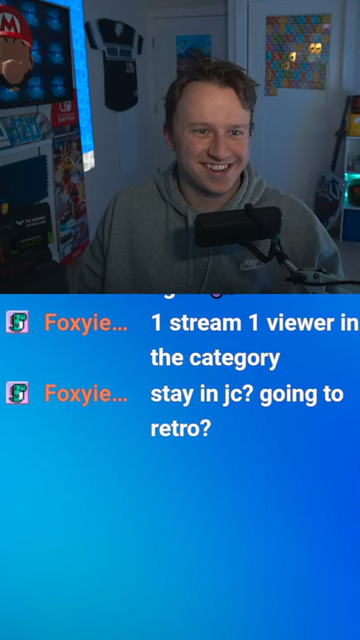 Foxyie... 1 stream 1 viewer in
the category
Foxyie... stay in jc? going to
retro?